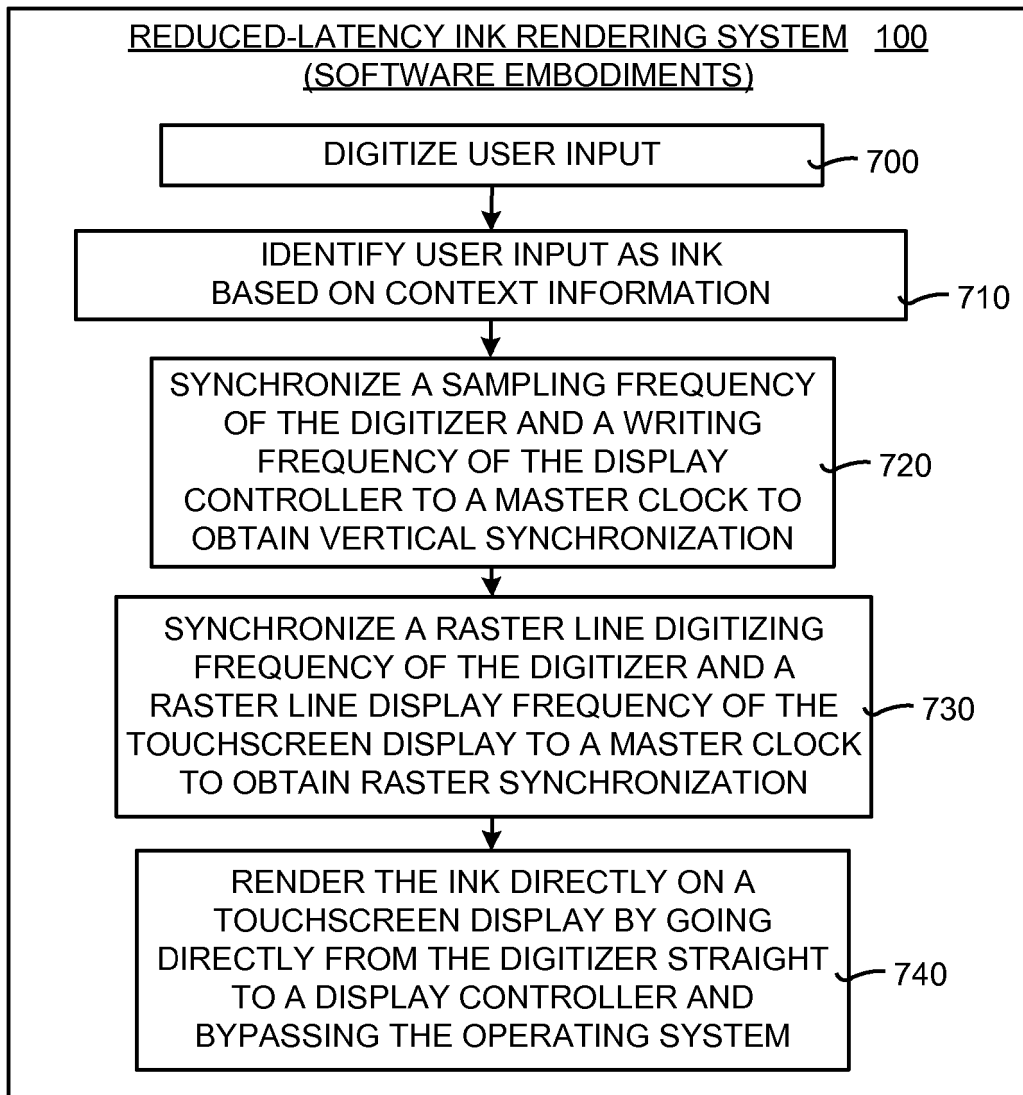 REDUCED-LATENCY INK RENDERING SYSTEM 100
(SOFTWARE EMBODIMENTS)
DIGITIZE USER INPUT
700
IDENTIFY USER INPUT AS INK
BASED ON CONTEXT INFORMATION
710
SYNCHRONIZE A SAMPLING FREQUENCY
OF THE DIGITIZER AND A WRITING
FREQUENCY OF THE DISPLAY
CONTROLLER TO A MASTER CLOCK TO
OBTAIN VERTICAL SYNCHRONIZATION
720
SYNCHRONIZE A RASTER LINE DIGITIZING
FREQUENCY OF THE DIGITIZER AND A
RASTER LINE DISPLAY FREQUENCY OF THE
TOUCHSCREEN DISPLAY TO A MASTER CLOCK
TO OBTAIN RASTER SYNCHRONIZATION
730
RENDER THE INK DIRECTLY ON A
TOUCHSCREEN DISPLAY BY GOING
DIRECTLY FROM THE DIGITIZER STRAIGHT
TO A DISPLAY CONTROLLER AND
BYPASSING THE OPERATING SYSTEM
740